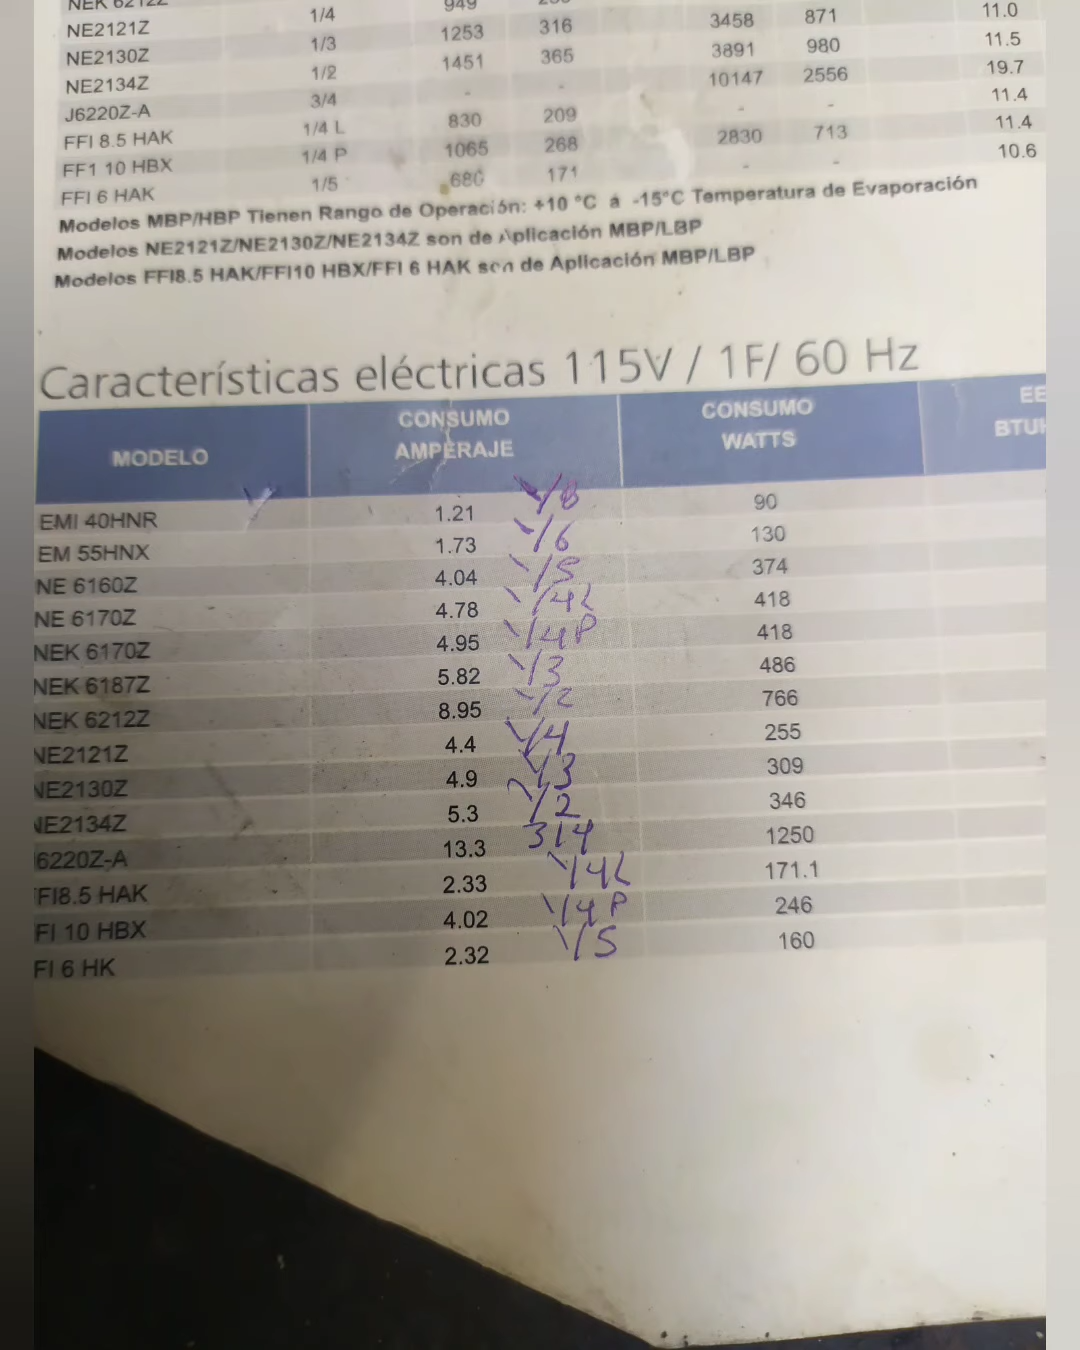 NEK 6212Z 949
NE2121Z 1/4 1253 316 3458 871 11.0
NE2130Z 1/3 1451 365 3891 980 11.5
NE2134Z 1/2 - - 10147 2556 19.7
J6220Z-A 3/4 830 209 - - 11.4
FFI 8.5 HAK 1/4 L 1065 268 2830 713 11.4
FF1 10 HBX 1/4 P 680 171 - - 10.6
FFI 6 HAK 1/5
Modelos MBP/HBP Tienen Rango de Operación: +10 °C á -15°C Temperatura de Evaporación
Modelos NE2121Z/NE2130Z/NE2134Z son de Aplicación MBP/LBP
Modelos FFI8.5 HAK/FFI10 HBX/FFI 6 HAK son de Aplicación MBP/LBP
Características eléctricas 115V / 1F/ 60 Hz
MODELO CONSUMO AMPERAJE CONSUMO WATTS EE BTU
EMI 40HNR 1.21 1/8 90
EM 55HNX 1.73 1/6 130
NE 6160Z 4.04 1/5 374
NE 6170Z 4.78 1/4L 418
NEK 6170Z 4.95 1/4P 418
NEK 6187Z 5.82 1/3 486
NEK 6212Z 8.95 1/2 766
NE2121Z 4.4 1/4 255
NE2130Z 4.9 1/3 309
NE2134Z 5.3 1/2 346
6220Z-A 13.3 3/4 1250
FI8.5 HAK 2.33 1/4L 171.1
FI 10 HBX 4.02 1/4P 246
FI 6 HK 2.32 1/5 160